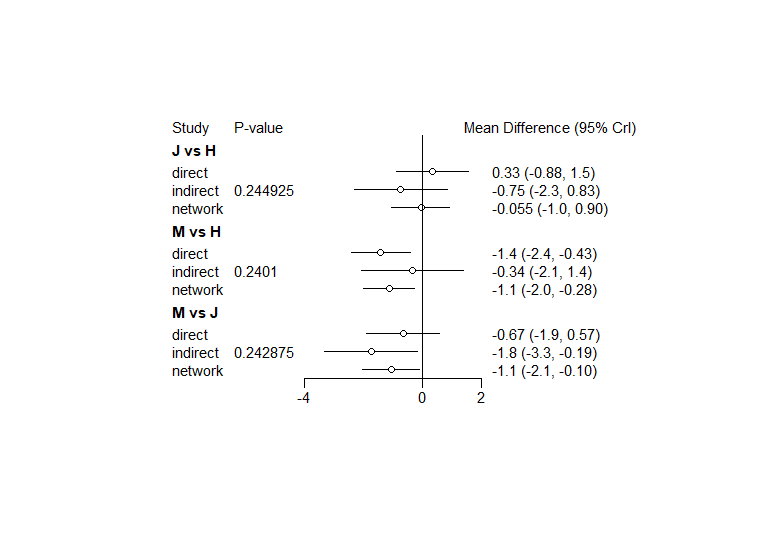 Study P-value Mean Difference (95% CrI)
J vs H
direct 0.33 (-0.88, 1.5)
indirect 0.244925 -0.75 (-2.3, 0.83)
network -0.055 (-1.0, 0.90)
M vs H
direct -1.4 (-2.4, -0.43)
indirect 0.2401 -0.34 (-2.1, 1.4)
network -1.1 (-2.0, -0.28)
M vs J
direct -0.67 (-1.9, 0.57)
indirect 0.242875 -1.8 (-3.3, -0.19)
network -1.1 (-2.1, -0.10)
-4 0 2